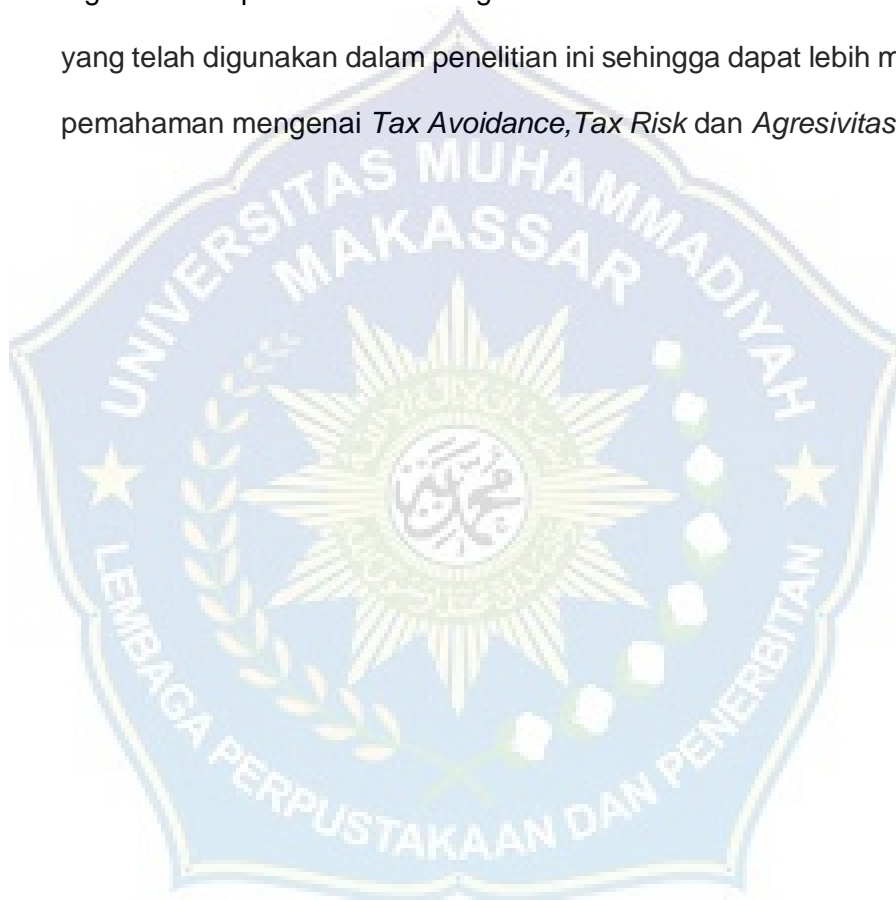 yang telah digunakan dalam penelitian ini sehingga dapat lebih m
pemahaman mengenai Tax Avoidance,Tax Risk dan Agresivitas
UNIVERSITAS MUHAMMADIYAH
MAKASSAR
LEMBAGA PERPUSTAKAAN DAN PENERBITAN